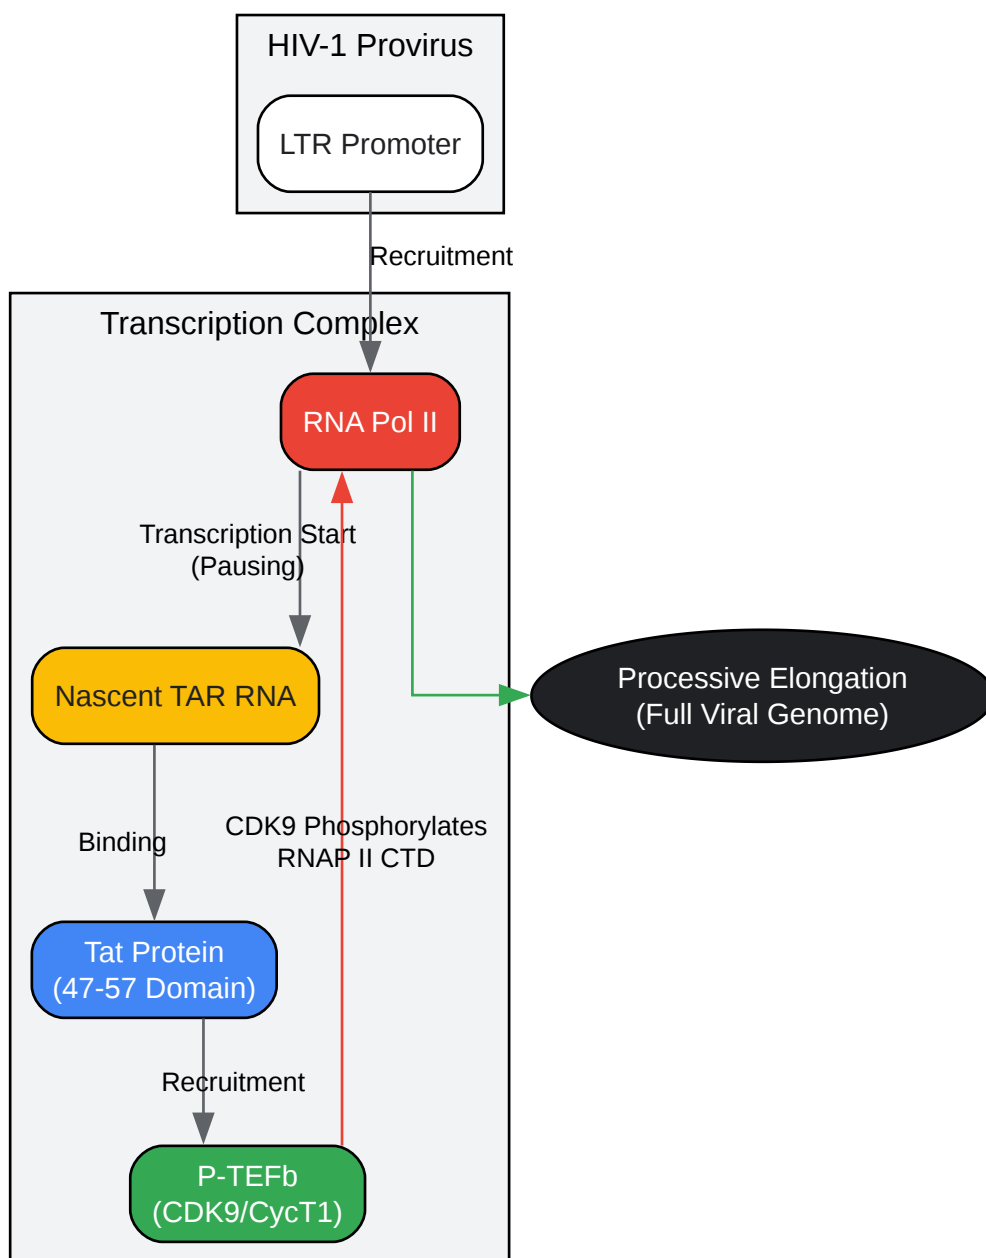 HIV-1 Provirus
LTR Promoter
Recruitment
Transcription Complex
RNA Pol II
Transcription Start
(Pausing)
Nascent TAR RNA
Processive Elongation
(Full Viral Genome)
CDK9 Phosphorylates
RNAP II CTD
Binding
Tat Protein
(47-57 Domain)
Recruitment
P-TEFb
(CDK9/CycT1)